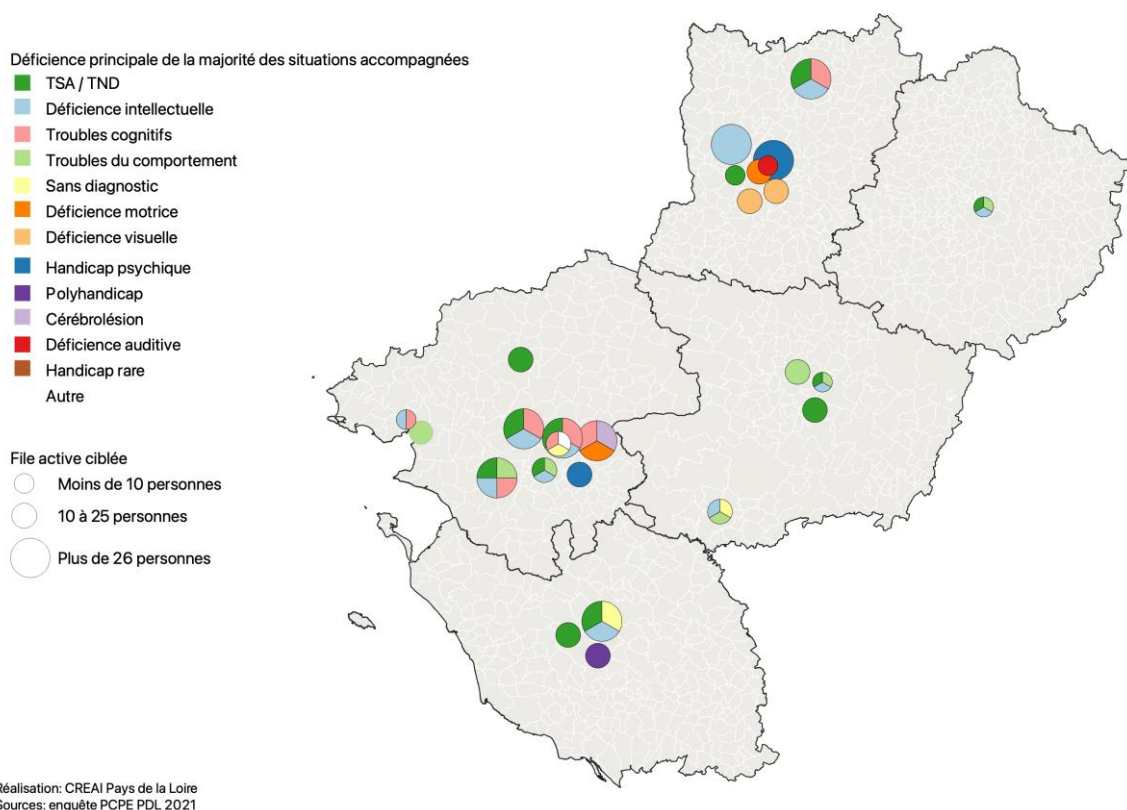 Déficience principale de la majorité des situations accompagnées
TSA / TND
Déficience intellectuelle
Troubles cognitifs
Troubles du comportement
Sans diagnostic
Déficience motrice
Déficience visuelle
Handicap psychique
Polyhandicap
Cérébrolésion
Déficience auditive
Handicap rare
Autre
File active ciblée
Moins de 10 personnes
10 à 25 personnes
Plus de 26 personnes
Réalisation: CREAI Pays de la Loire
Sources: enquête PCPE PDL 2021